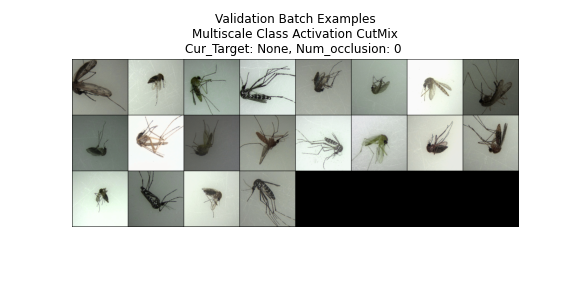 Validation Batch Examples
Multiscale Class Activation CutMix
Cur_Target: None, Num_occlusion: 0